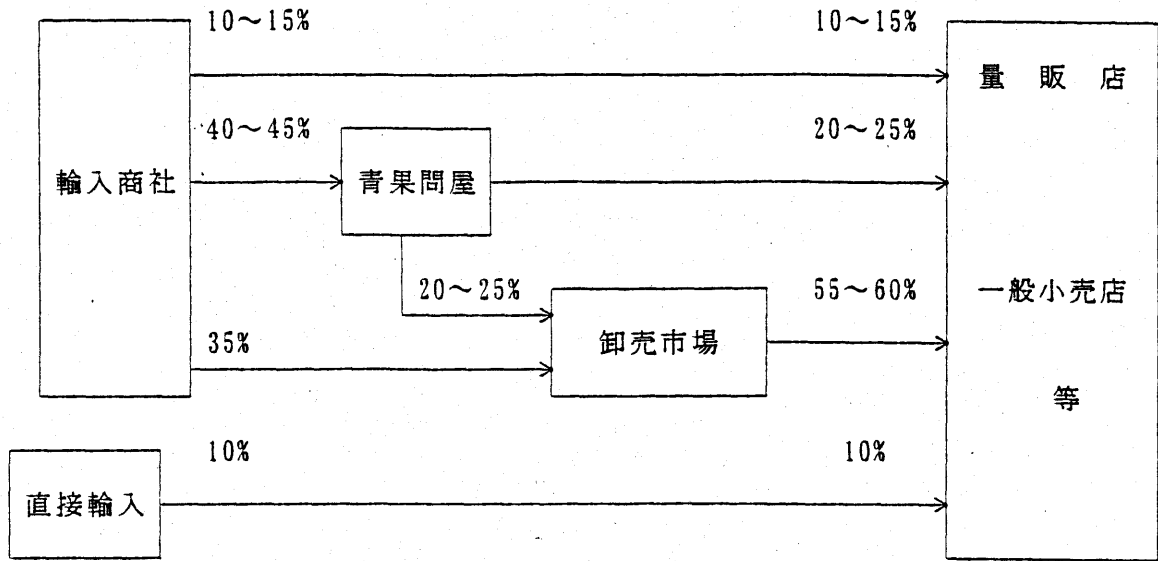 10～15%
10～15%
量販店
40～45%
20～25%
輸入商社
青果問屋
20～25%
55～60%
一般小売店
35%
卸売市場
等
10%
10%
直接輸入